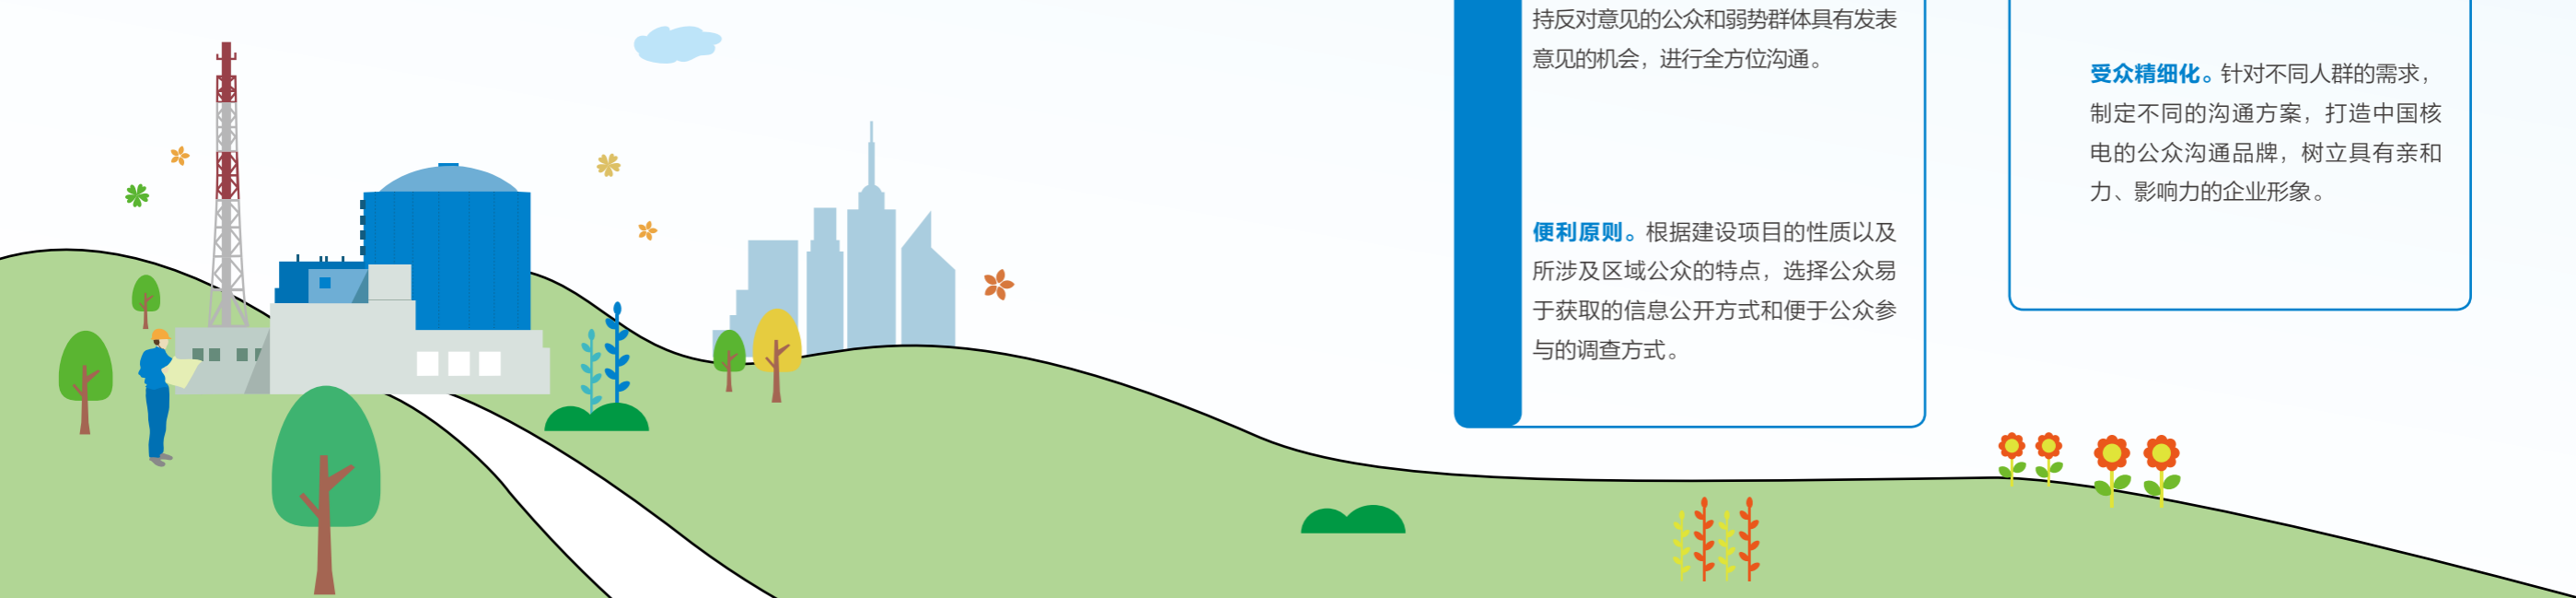 持反对意见的公众和弱势群体具有发表
意见的机会，进行全方位沟通。
便利原则。根据建设项目的性质以及
所涉及区域公众的特点，选择公众易
于获取的信息公开方式和便于公众参
与的调查方式。
受众精细化。针对不同人群的需求，
制定不同的沟通方案，打造中国核
电的公众沟通品牌，树立具有亲和
力、影响力的企业形象。